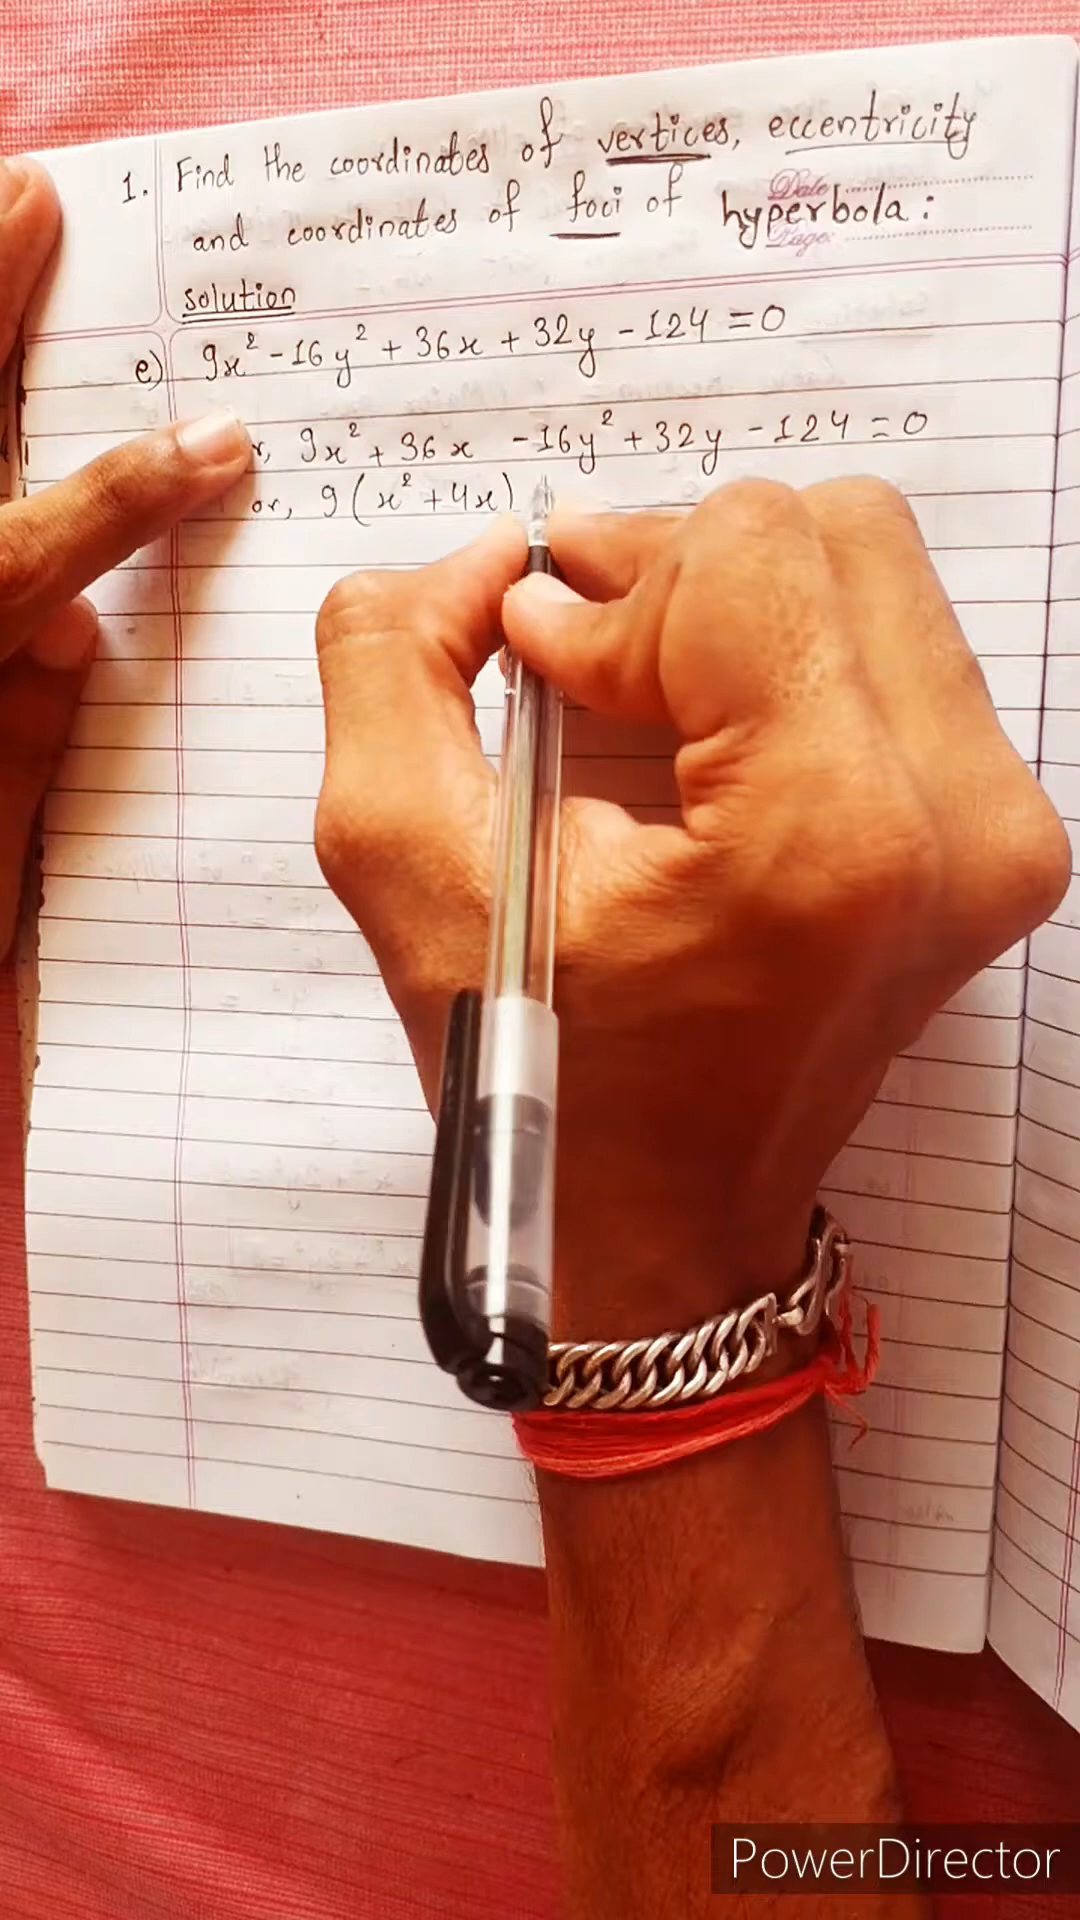 1. Find the coordinates of vertices, eccentricity
and coordinates of foci of hyperbola:
Date
Page:
solution
e) 9x² - 16y² + 36x + 32y - 124 = 0
r, 9x² + 36x - 16y² + 32y - 124 = 0
or, 9(x² + 4x)
PowerDirector